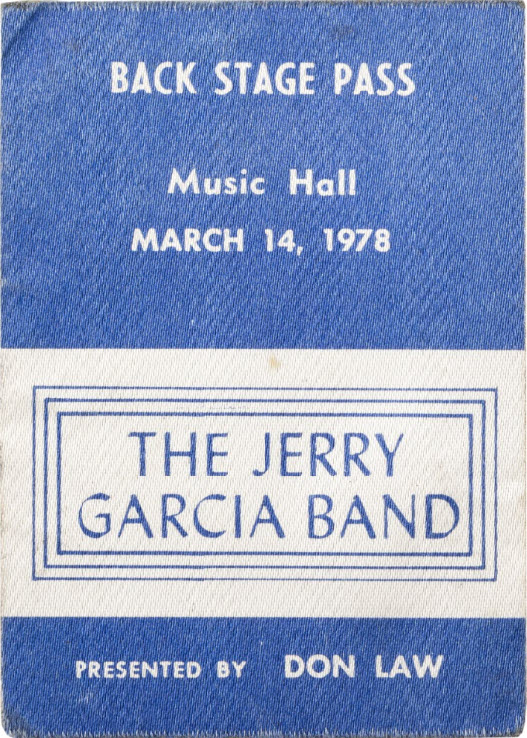 BACK STAGE PASS
Music Hall
MARCH 14, 1978
THE JERRY
GARCIA BAND
PRESENTED BY DON LAW